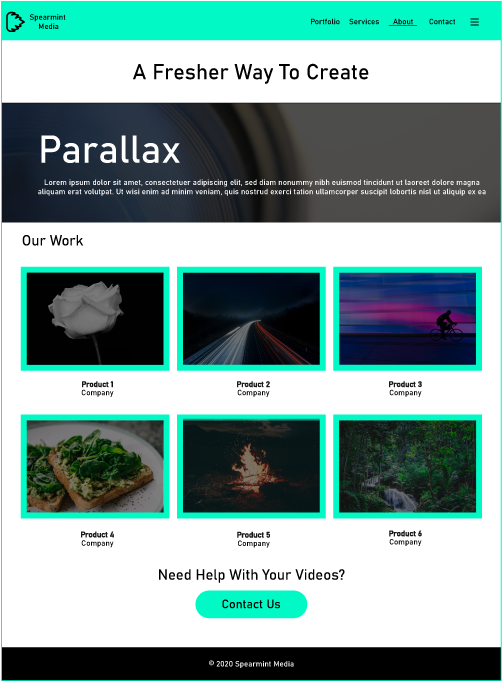 Spearmint
Media
Portfolio Services About Contact
A Fresher Way To Create
Parallax
Lorem ipsum dolor sit amet, consectetuer adipiscing elit, sed diam nonummy nibh euismod tincidunt ut laoreet dolore magna
aliquam erat volutpat. Ut wisi enim ad minim veniam, quis nostrud exerci tation ullamcorper suscipit lobortis nisl ut aliquip ex ea
Our Work
Product 1
Company
Product 2
Company
Product 3
Company
Product 4
Company
Product 5
Company
Product 6
Company
Need Help With Your Videos?
Contact Us
© 2020 Spearmint Media